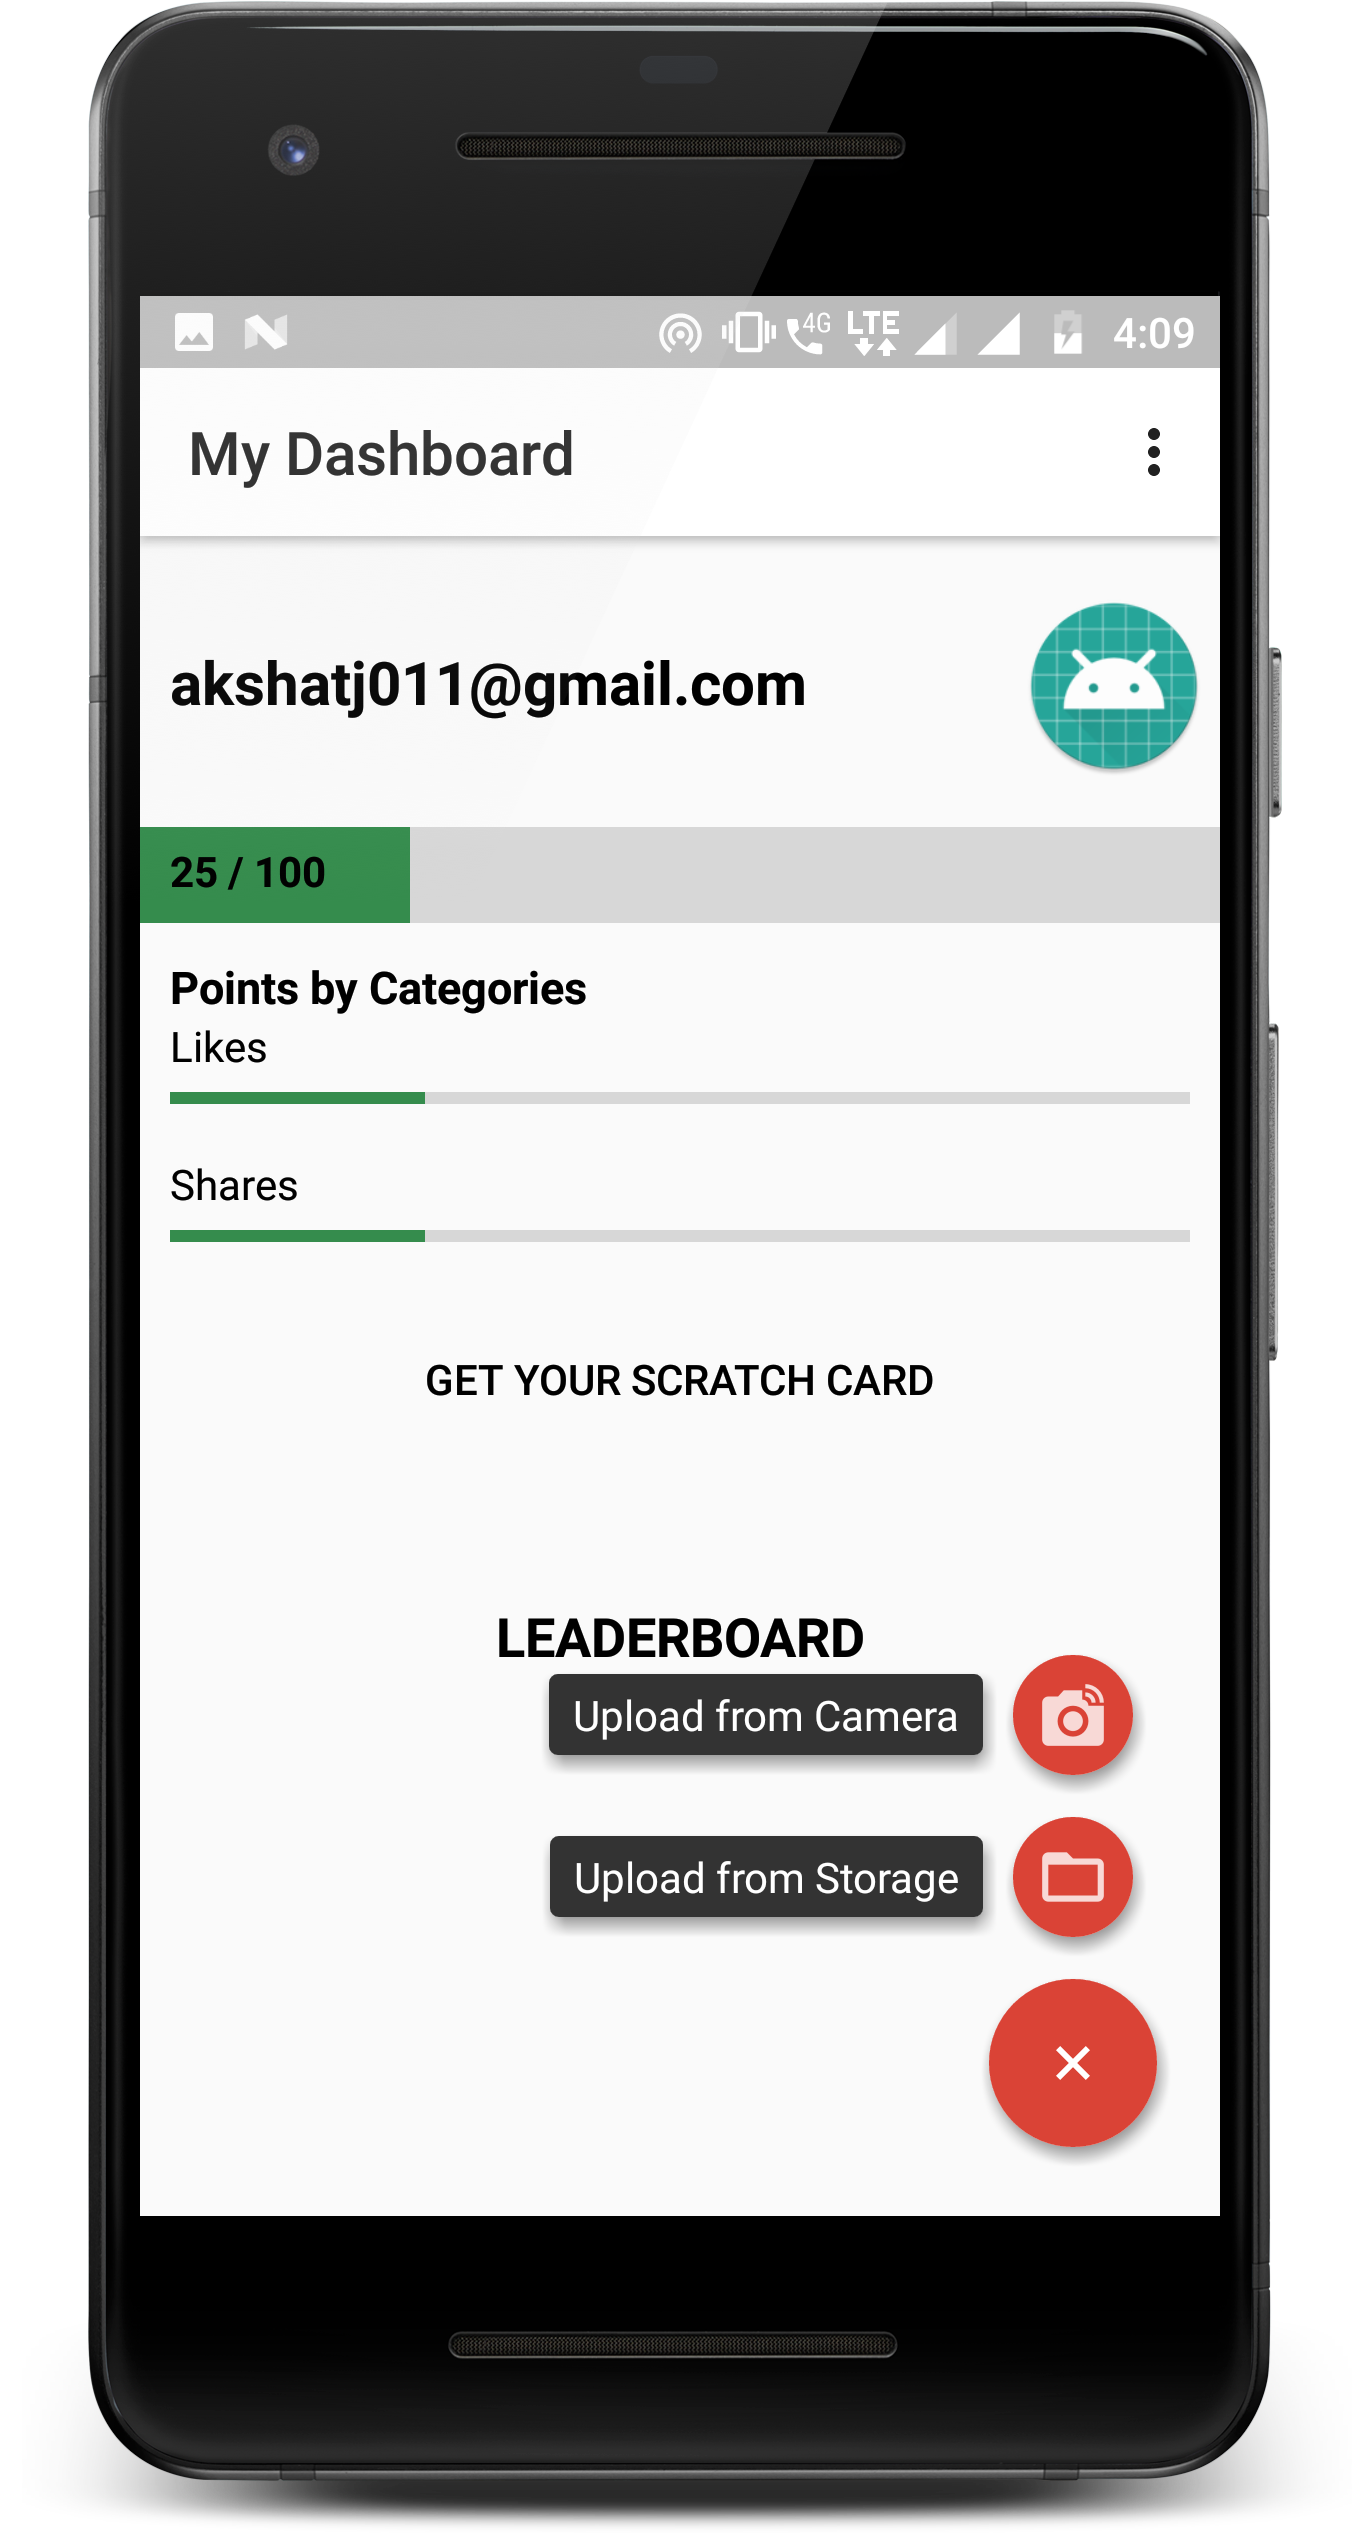 4G LTE 4:09
My Dashboard
akshatj011@gmail.com
25 / 100
Points by Categories
Likes
Shares
GET YOUR SCRATCH CARD
LEADERBOARD
Upload from Camera
Upload from Storage